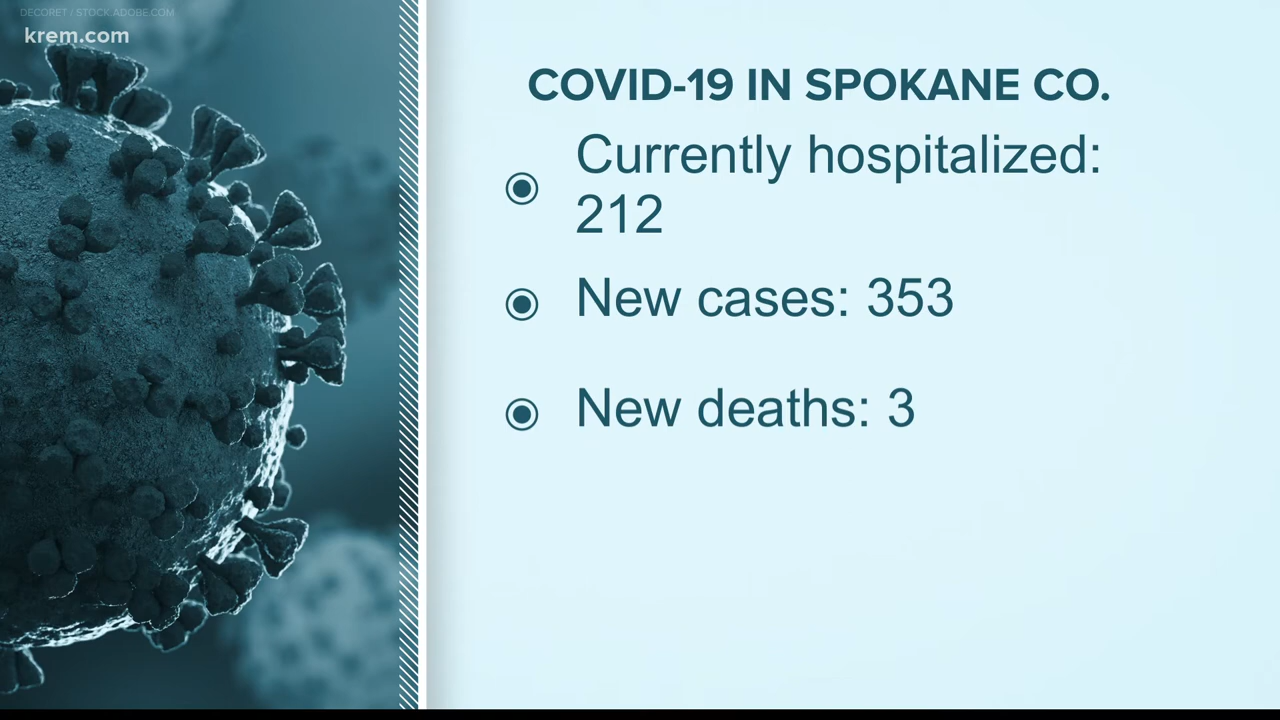 DECORET / STOCK.ADOBE.COM
krem.com
COVID-19 IN SPOKANE CO.
Currently hospitalized:
212
New cases: 353
New deaths: 3